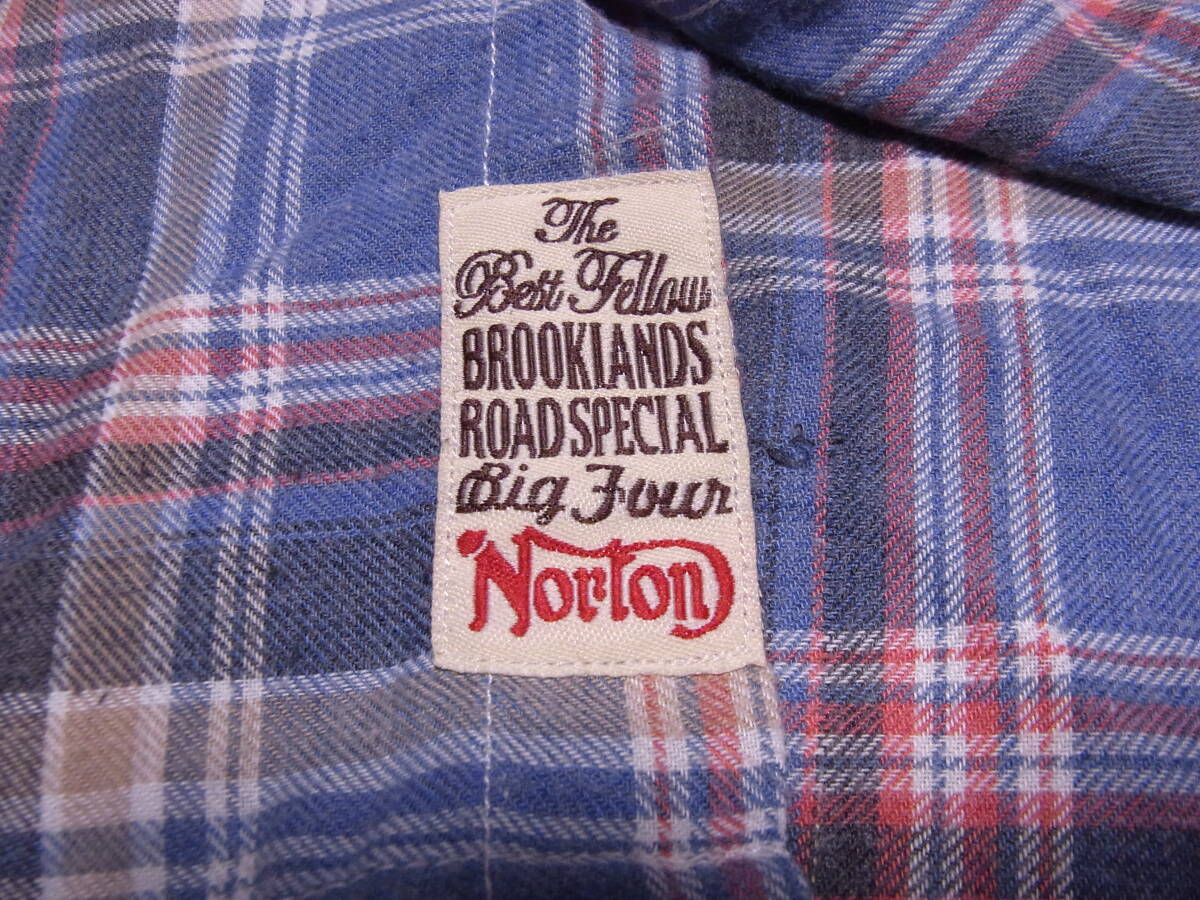 The
Best Fellow
BROOKLANDS
ROAD SPECIAL
Big Four
Norton